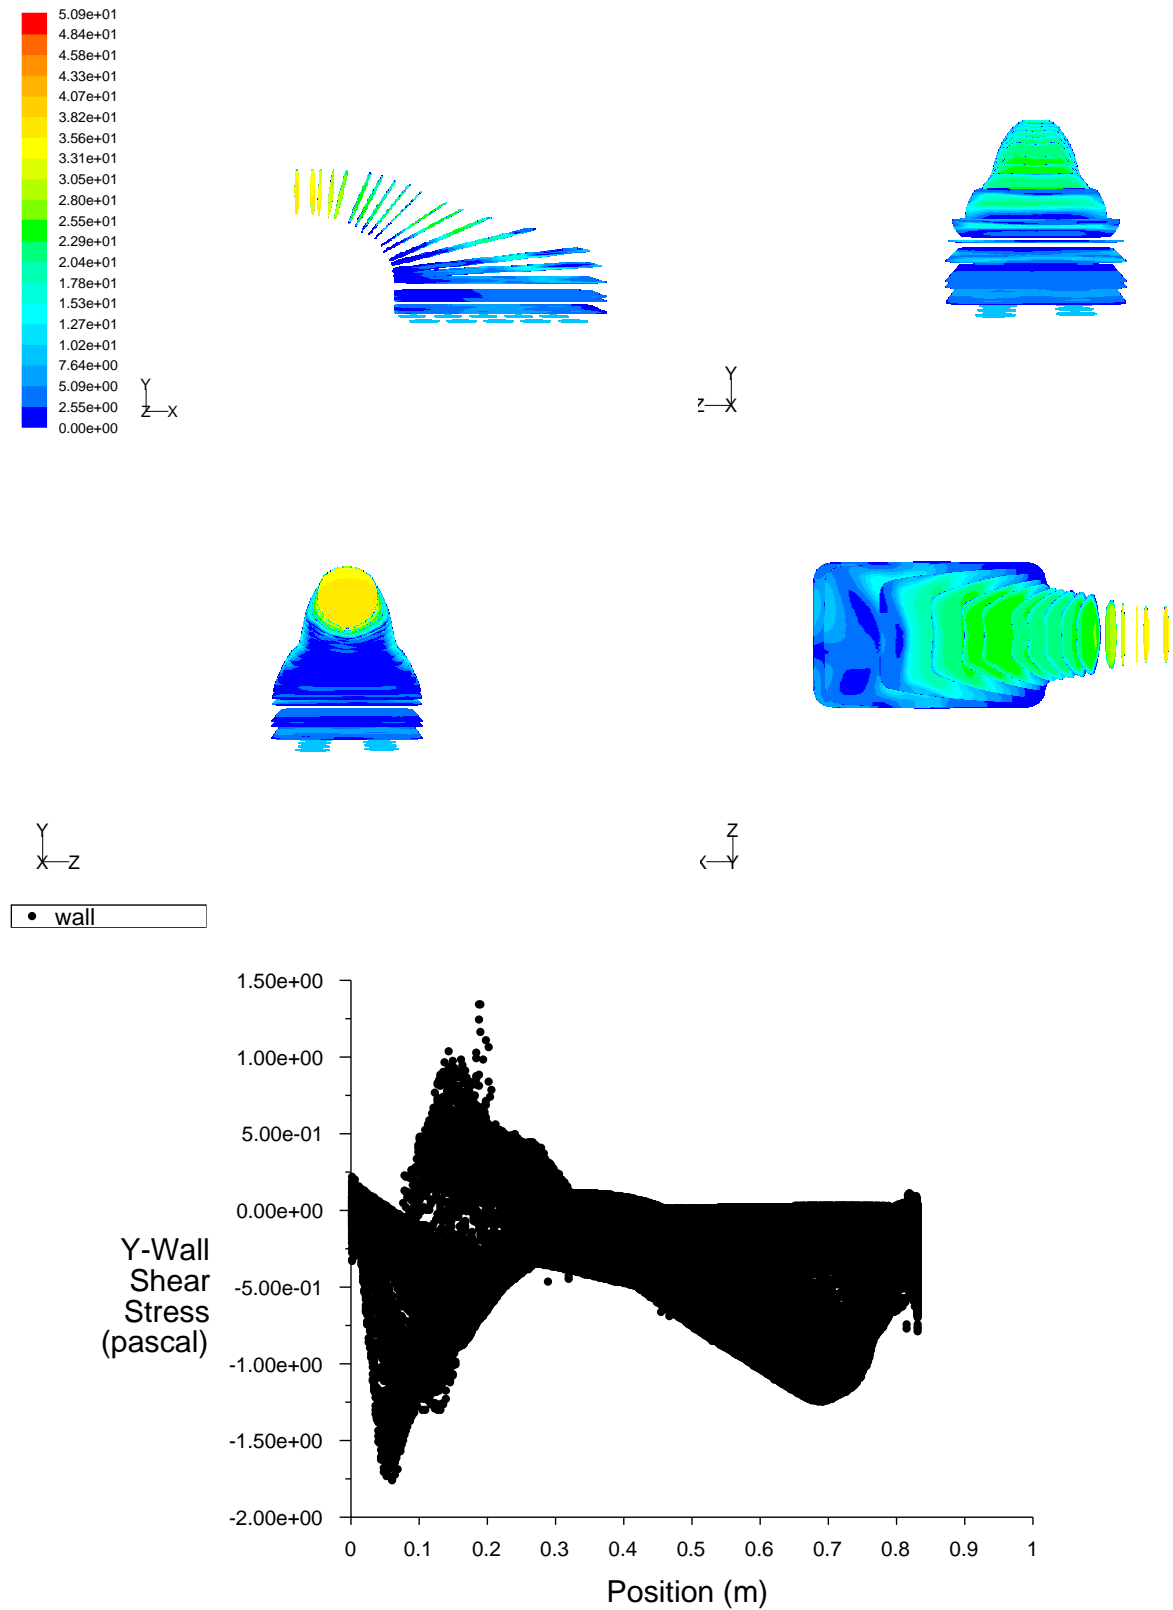 5.09e+01
4.84e+01
4.58e+01
4.33e+01
4.07e+01
3.82e+01
3.56e+01
3.31e+01
3.05e+01
2.80e+01
2.55e+01
2.29e+01
2.04e+01
1.78e+01
1.53e+01
1.27e+01
1.02e+01
7.64e+00
5.09e+00
2.55e+00
0.00e+00
Y
Z X
Y
Z X
Y
X Z
Z
X Y
wall
1.50e+00
1.00e+00
5.00e-01
0.00e+00
-5.00e-01
-1.00e+00
-1.50e+00
-2.00e+00
Y-Wall
Shear
Stress
(pascal)
0 0.1 0.2 0.3 0.4 0.5 0.6 0.7 0.8 0.9 1
Position (m)